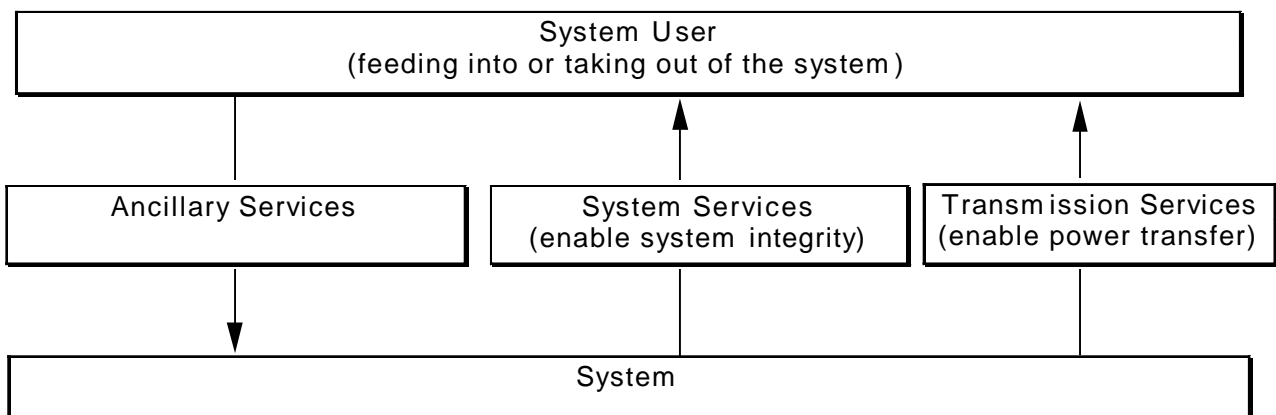 System User
(feeding into or taking out of the system)
Ancillary Services
System Services
(enable system integrity)
Transmission Services
(enable power transfer)
System